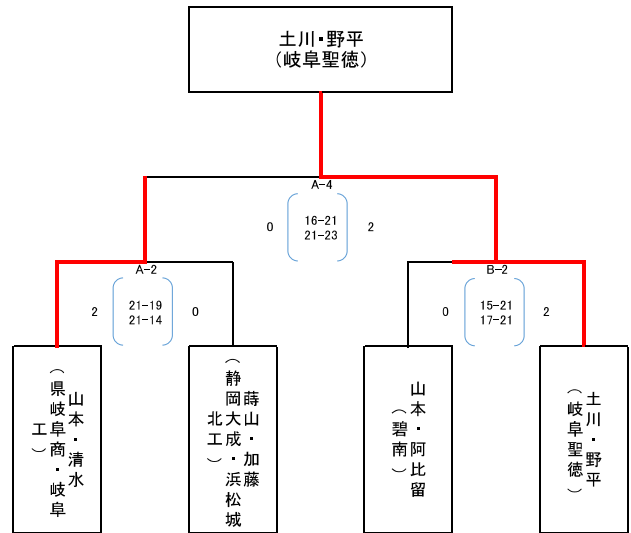 土川・野平
（岐阜聖徳）
A-4
0
16-21
21-23
2
A-2
2
21-19
21-14
0
B-2
0
15-21
17-21
2
山本・清水
（県岐阜商・岐阜
工）
蒔山・加藤
（静岡大成・浜松城
北工）
山本・阿比留
（碧南）
土川・野平
（岐阜聖徳）